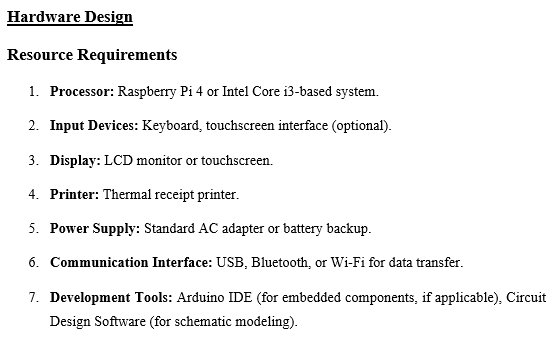 Hardware Design
Resource Requirements
1. Processor: Raspberry Pi 4 or Intel Core i3-based system.
2. Input Devices: Keyboard, touchscreen interface (optional).
3. Display: LCD monitor or touchscreen.
4. Printer: Thermal receipt printer.
5. Power Supply: Standard AC adapter or battery backup.
6. Communication Interface: USB, Bluetooth, or Wi-Fi for data transfer.
7. Development Tools: Arduino IDE (for embedded components, if applicable), Circuit
Design Software (for schematic modeling).